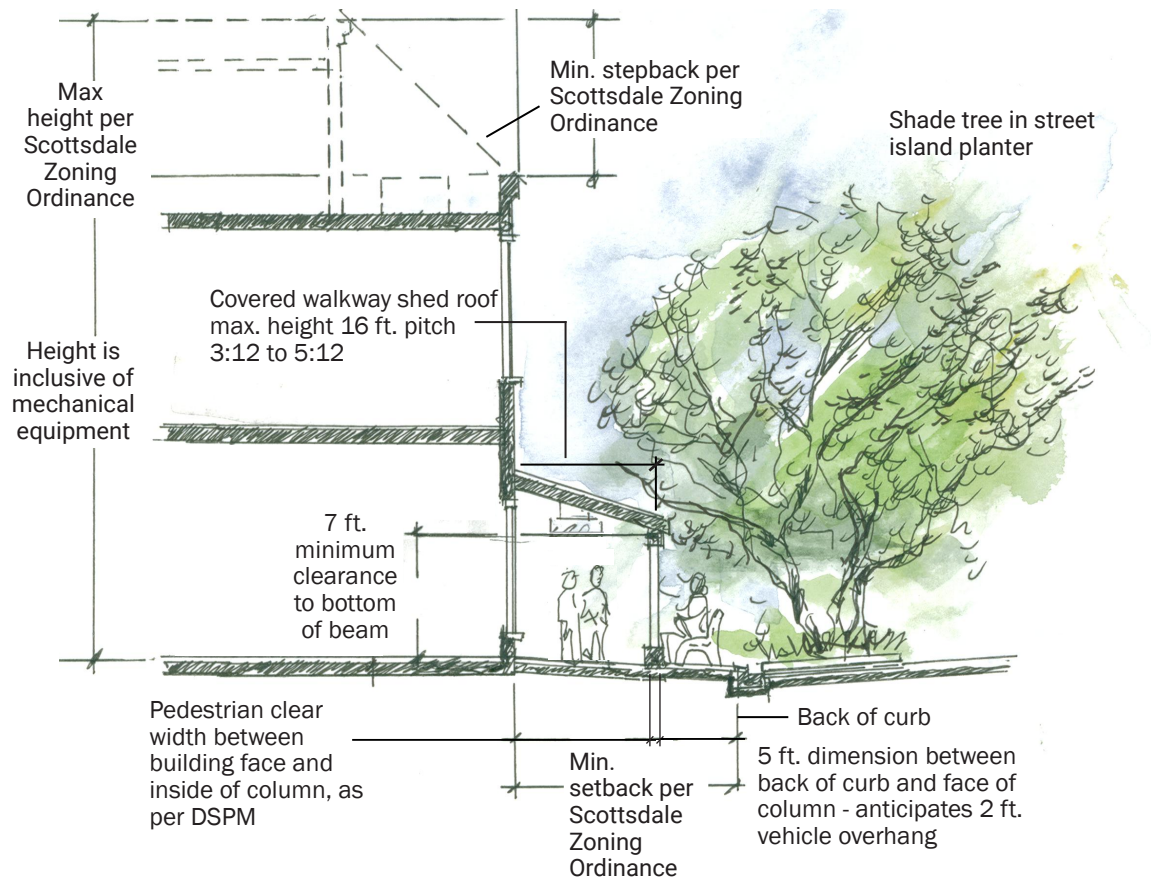 Max
height per
Scottsdale
Zoning
Ordinance
Min. stepback per
Scottsdale Zoning
Ordinance
Shade tree in street
island planter
Covered walkway shed roof
max. height 16 ft. pitch
3:12 to 5:12
Height is
inclusive of
mechanical
equipment
7 ft.
minimum
clearance
to bottom
of beam
Pedestrian clear
width between
building face and
inside of column, as
per DSPM
Min.
setback per
Scottsdale
Zoning
Ordinance
Back of curb
5 ft. dimension between
back of curb and face of
column - anticipates 2 ft.
vehicle overhang